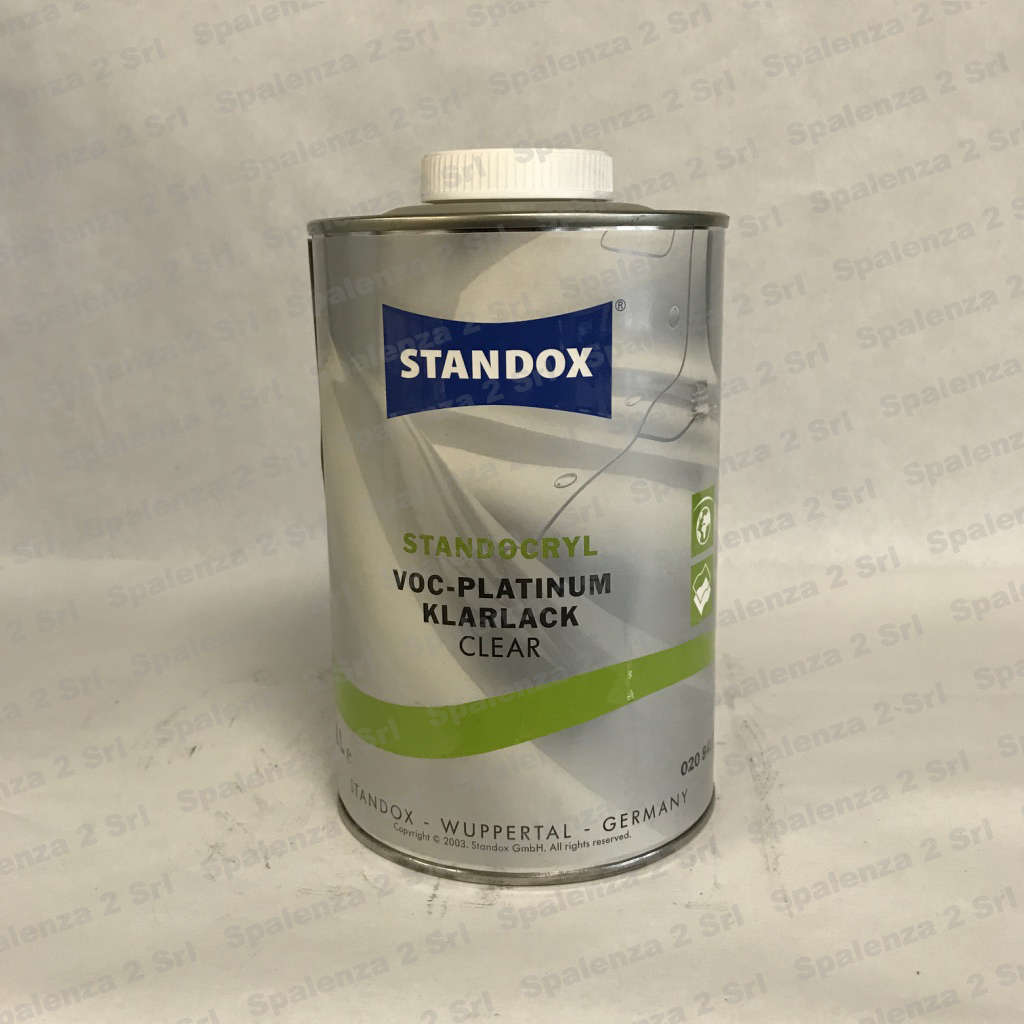 STANDOX®
STANDOCRYL
VOC-PLATINUM
KLARLACK
CLEAR
020
STANDOX - WUPPERTAL - GERMANY
Copyright © 2003. Standox GmbH. All rights reserved.
Spalenza 2 Srl